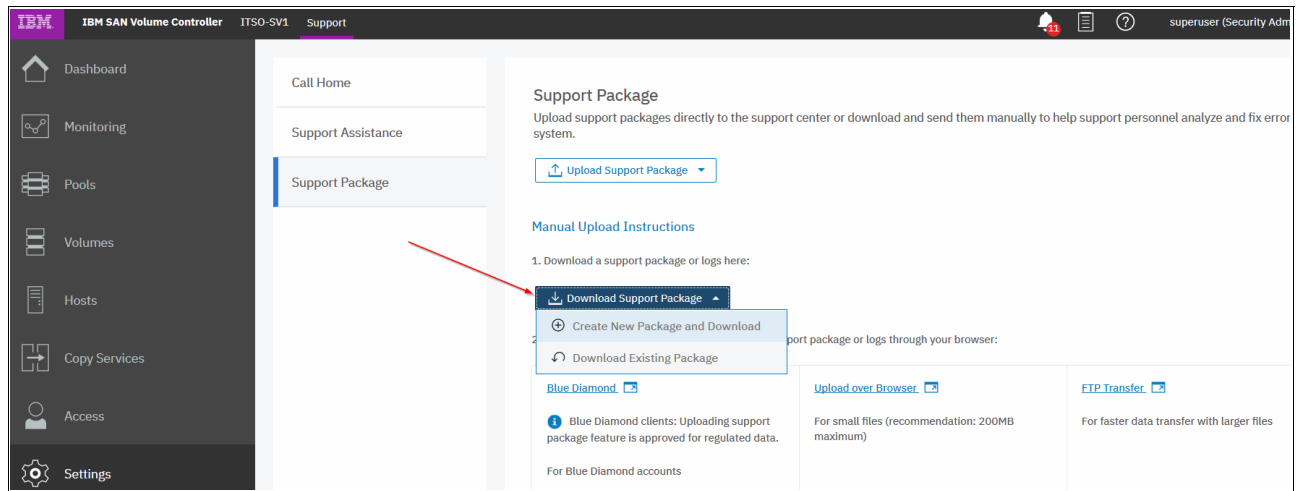 IBM IBM SAN Volume Controller ITSO-SV1 Support 11 superuser (Security Adm
Dashboard
Monitoring
Pools
Volumes
Hosts
Copy Services
Access
Settings
Call Home
Support Assistance
Support Package
Support Package
Upload support packages directly to the support center or download and send them manually to help support personnel analyze and fix error
system.
Upload Support Package
Manual Upload Instructions
1. Download a support package or logs here:
Download Support Package
Create New Package and Download
Download Existing Package
2 port package or logs through your browser:
Blue Diamond
Blue Diamond clients: Uploading support
package feature is approved for regulated data.
For Blue Diamond accounts
Upload over Browser
For small files (recommendation: 200MB
maximum)
FTP Transfer
For faster data transfer with larger files